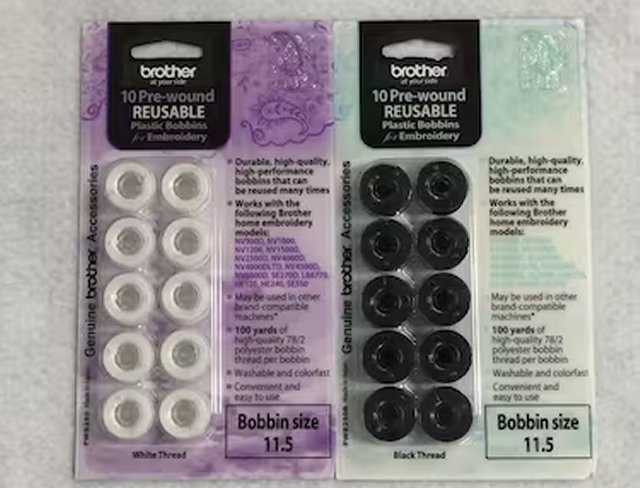 brother
at your side
10 Pre-wound
REUSABLE
Plastic Bobbins
for Embroidery
Genuine brother Accessories
Durable, high-quality,
high-performance
bobbins that can
be reused many times
Works with the
following Brother
home embroidery
models:
NV1200, NV1500D,
NV2500D, NV4000D,
May be used in other
brand-compatible
machines*
100 yards of
high-quality 78/2
polyester bobbin
thread per bobbin
Washable and colorfast
Convenient and
easy to use
Bobbin size
11.5
White Thread
brother
at your side
10 Pre-wound
REUSABLE
Plastic Bobbins
for Embroidery
Genuine brother Accessories
Durable, high-quality,
high-performance
bobbins that can
be reused many times
Works with the
following Brother
home embroidery
models:
May be used in other
brand-compatible
machines*
100 yards of
high-quality 78/2
polyester bobbin
thread per bobbin
Washable and colorfast
Convenient and
easy to use
Bobbin size
11.5
Black Thread